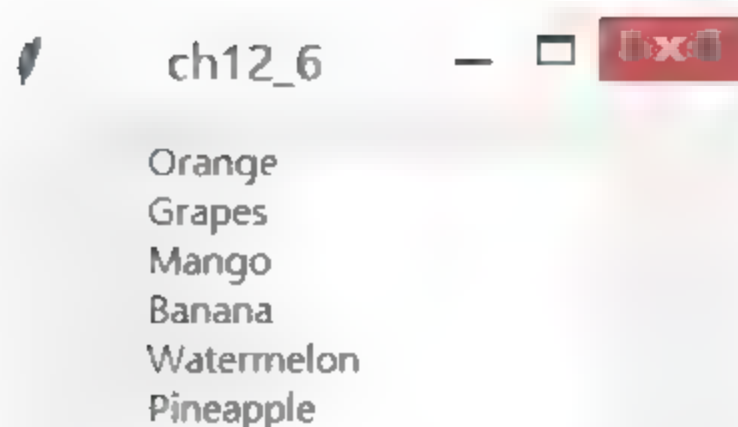 ch12_6
Orange
Grapes
Mango
Banana
Watermelon
Pineapple